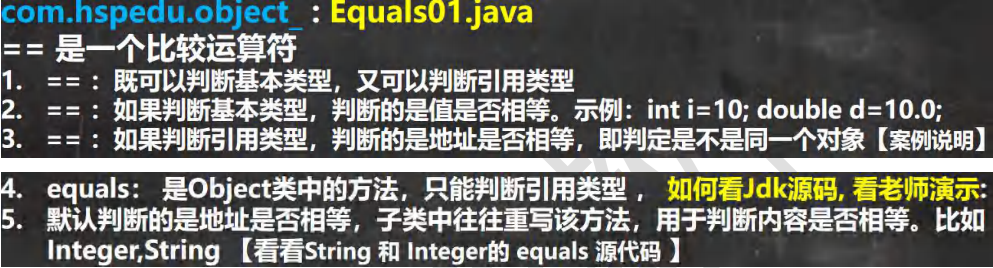 com.hspedu.object_ : Equals01.java
== 是一个比较运算符
1. == ：既可以判断基本类型，又可以判断引用类型
2. == ：如果判断基本类型，判断的是值是否相等。示例：int i=10; double d=10.0;
3. == ：如果判断引用类型，判断的是地址是否相等，即判定是不是同一个对象【案例说明】
4. equals： 是Object类中的方法，只能判断引用类型 ， 如何看Jdk源码, 看老师演示:
5. 默认判断的是地址是否相等，子类中往往重写该方法，用于判断内容是否相等。比如
Integer,String 【看看String 和 Integer的 equals 源代码 】